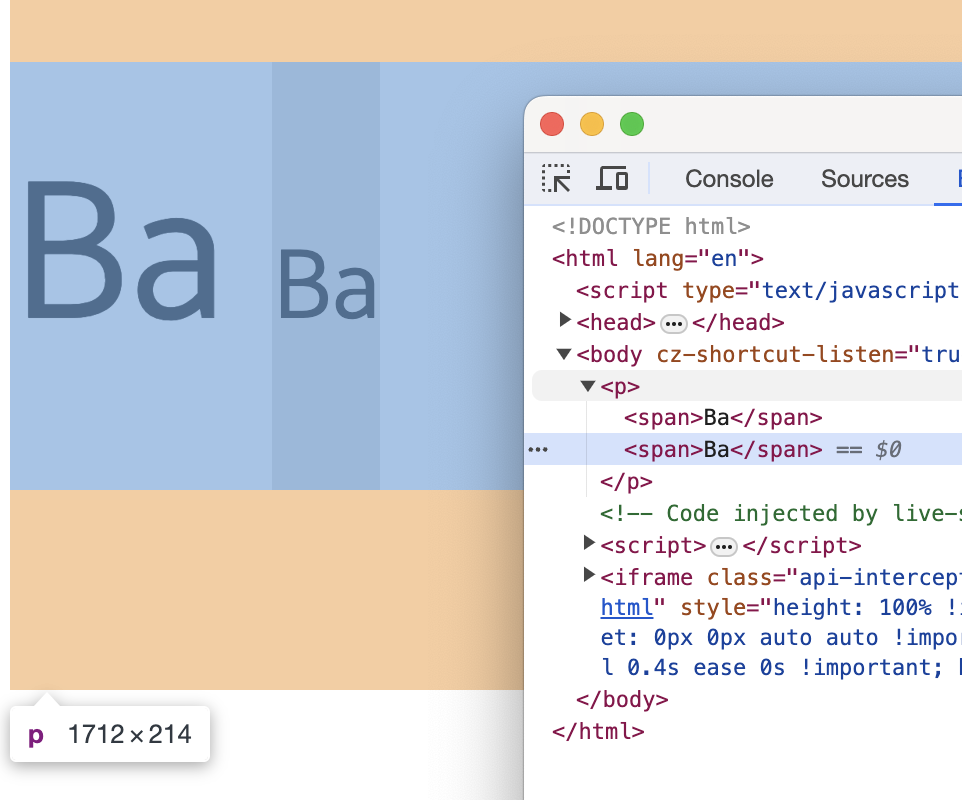 Ba Ba
Console Sources
<!DOCTYPE html>
<html lang="en">
<script type="text/javascript
<head>…</head>
<body cz-shortcut-listen="tru
<p>
<span>Ba</span>
<span>Ba</span> == $0
</p>
<!-- Code injected by live-s
<script>…</script>
<iframe class="api-intercept
html" style="height: 100% !i
et: 0px 0px auto auto !impor
l 0.4s ease 0s !important; 
</body>
</html>
p 1712×214